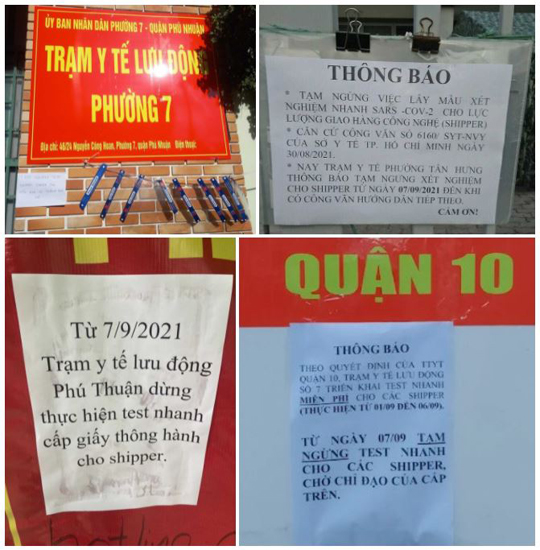 ỦY BAN NHÂN DÂN PHƯỜNG 7 - QUẬN PHÚ NHUẬN
TRẠM Y TẾ LƯU ĐỘN
PHƯỜNG 7
Địa chỉ: 46/24 Nguyễn Công Hoan, Phường 7, quận Phú Nhuận Điện thoại:
THÔNG BÁO
* TẠM NGỪNG VIỆC LẤY MẪU XÉT
NGHIỆM NHANH SARS -COV-2 CHO LỰC
LƯỢNG GIAO HÀNG CÔNG NGHỆ (SHIPPER)
* CĂN CỨ CÔNG VĂN SỐ 6160/ SYT-NVY
CỦA SỞ Y TẾ TP. HỒ CHÍ MINH NGÀY
30/08/2021.
* NAY TRẠM Y TẾ PHƯỜNG TÂN HƯNG
THÔNG BÁO TẠM NGƯNG XÉT NGHIỆM
CHO SHIPPER TỪ NGÀY 07/09/2021 ĐẾN KHI
CÓ CÔNG VĂN HƯỚNG DẪN TIẾP THEO.
CẢM ƠN!
Từ 7/9/2021
Trạm y tế lưu động
Phú Thuận dừng
thực hiện test nhanh
cấp giấy thông hành
cho shipper.
hotline
QUẬN 10
THÔNG BÁO
THEO QUYẾT ĐỊNH CỦA TTYT
QUẬN 10, TRẠM Y TẾ LƯU ĐỘNG
SỐ 7 TRIỂN KHAI TEST NHANH
MIỄN PHÍ CHO CÁC SHIPPER
(THỰC HIỆN TỪ 01/09 ĐẾN 06/09).
TỪ NGÀY 07/09 TẠM
NGỪNG TEST NHANH
CHO CÁC SHIPPER,
CHỜ CHỈ ĐẠO CỦA CẤP
TRÊN.